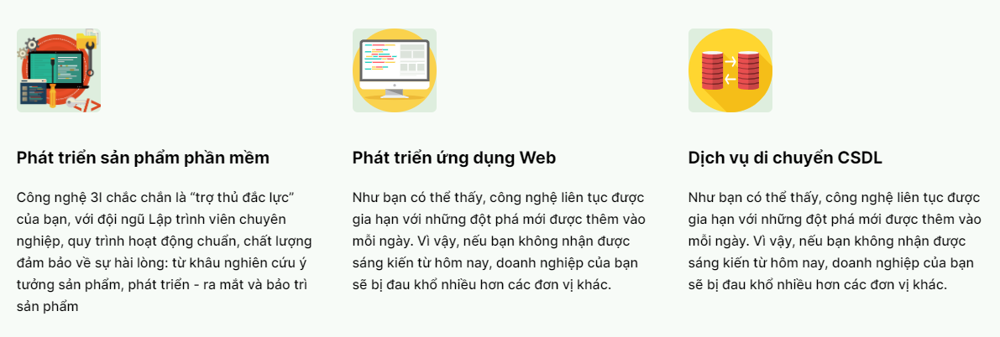 Phát triển sản phẩm phần mềm
Công nghệ 3I chắc chắn là “trợ thủ đắc lực”
của bạn, với đội ngũ Lập trình viên chuyên
nghiệp, quy trình hoạt động chuẩn, chất lượng
đảm bảo về sự hài lòng: từ khâu nghiên cứu ý
tưởng sản phẩm, phát triển - ra mắt và bảo trì
sản phẩm
Phát triển ứng dụng Web
Như bạn có thể thấy, công nghệ liên tục được
gia hạn với những đột phá mới được thêm vào
mỗi ngày. Vì vậy, nếu bạn không nhận được
sáng kiến từ hôm nay, doanh nghiệp của bạn
sẽ bị đau khổ nhiều hơn các đơn vị khác.
Dịch vụ di chuyển CSDL
Như bạn có thể thấy, công nghệ liên tục được
gia hạn với những đột phá mới được thêm vào
mỗi ngày. Vì vậy, nếu bạn không nhận được
sáng kiến từ hôm nay, doanh nghiệp của bạn
sẽ bị đau khổ nhiều hơn các đơn vị khác.